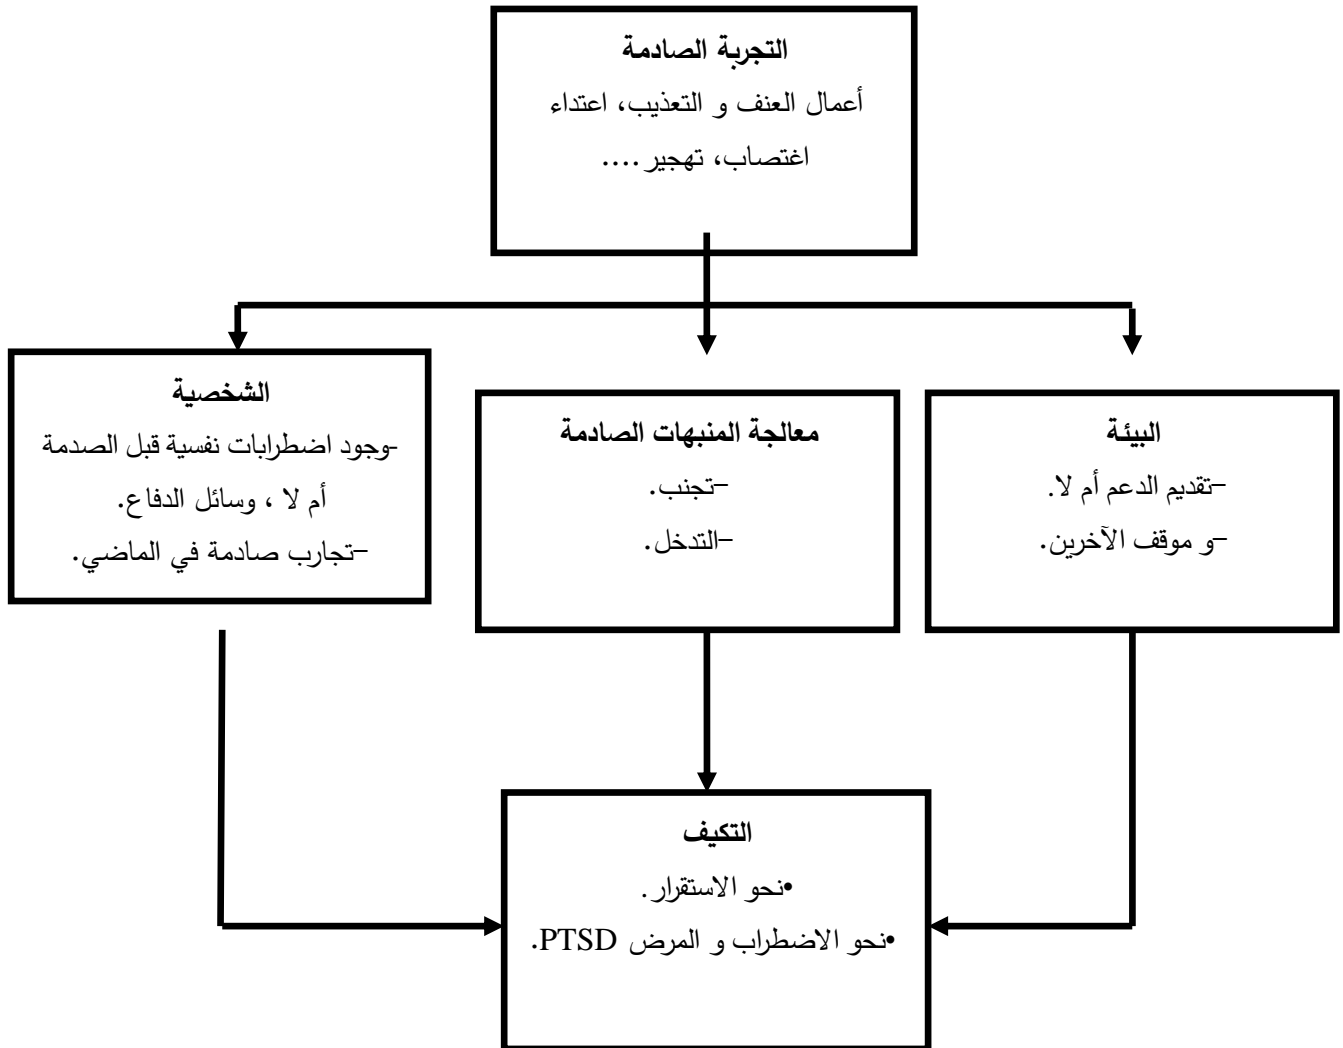 التجربة الصادمة
أعمال العنف و التعذيب، اعتداء
اغتصاب، تهجير....
الشخصية
-وجود اضطرابات نفسية قبل الصدمة
أم لا ، وسائل الدفاع.
-تجارب صادمة في الماضي.
معالجة المنبهات الصادمة
-تجنب.
-التدخل.
البيئة
-تقديم الدعم أم لا.
-و موقف الآخرين.
التكيف
•نحو الاستقرار.
•نحو الاضطراب و المرض PTSD.